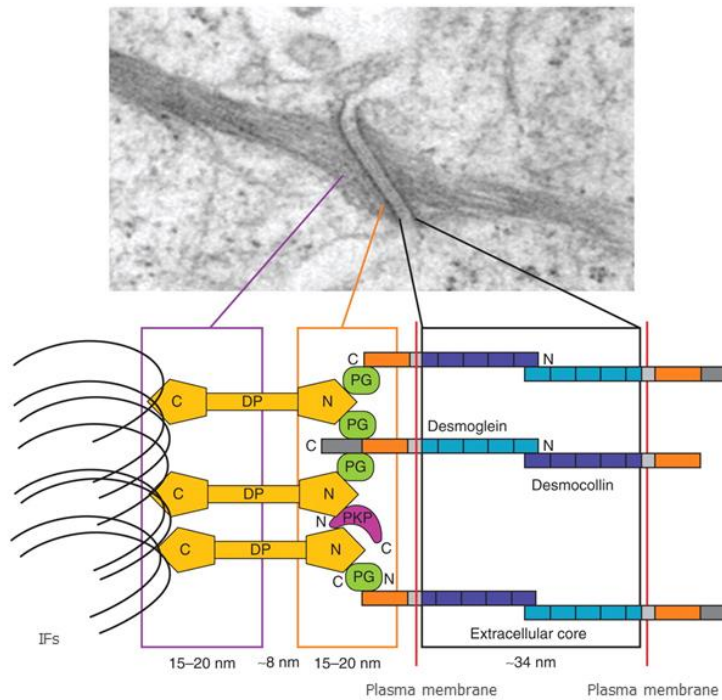 C
N
PG
C
DP
N
PG
Desmoglein
C
N
PG
Desmocollin
C
DP
N
N
PKP
C
C
DP
N
C
PG
N
Extracellular core
IFs
15–20 nm
~8 nm
15–20 nm
~34 nm
Plasma membrane
Plasma membrane